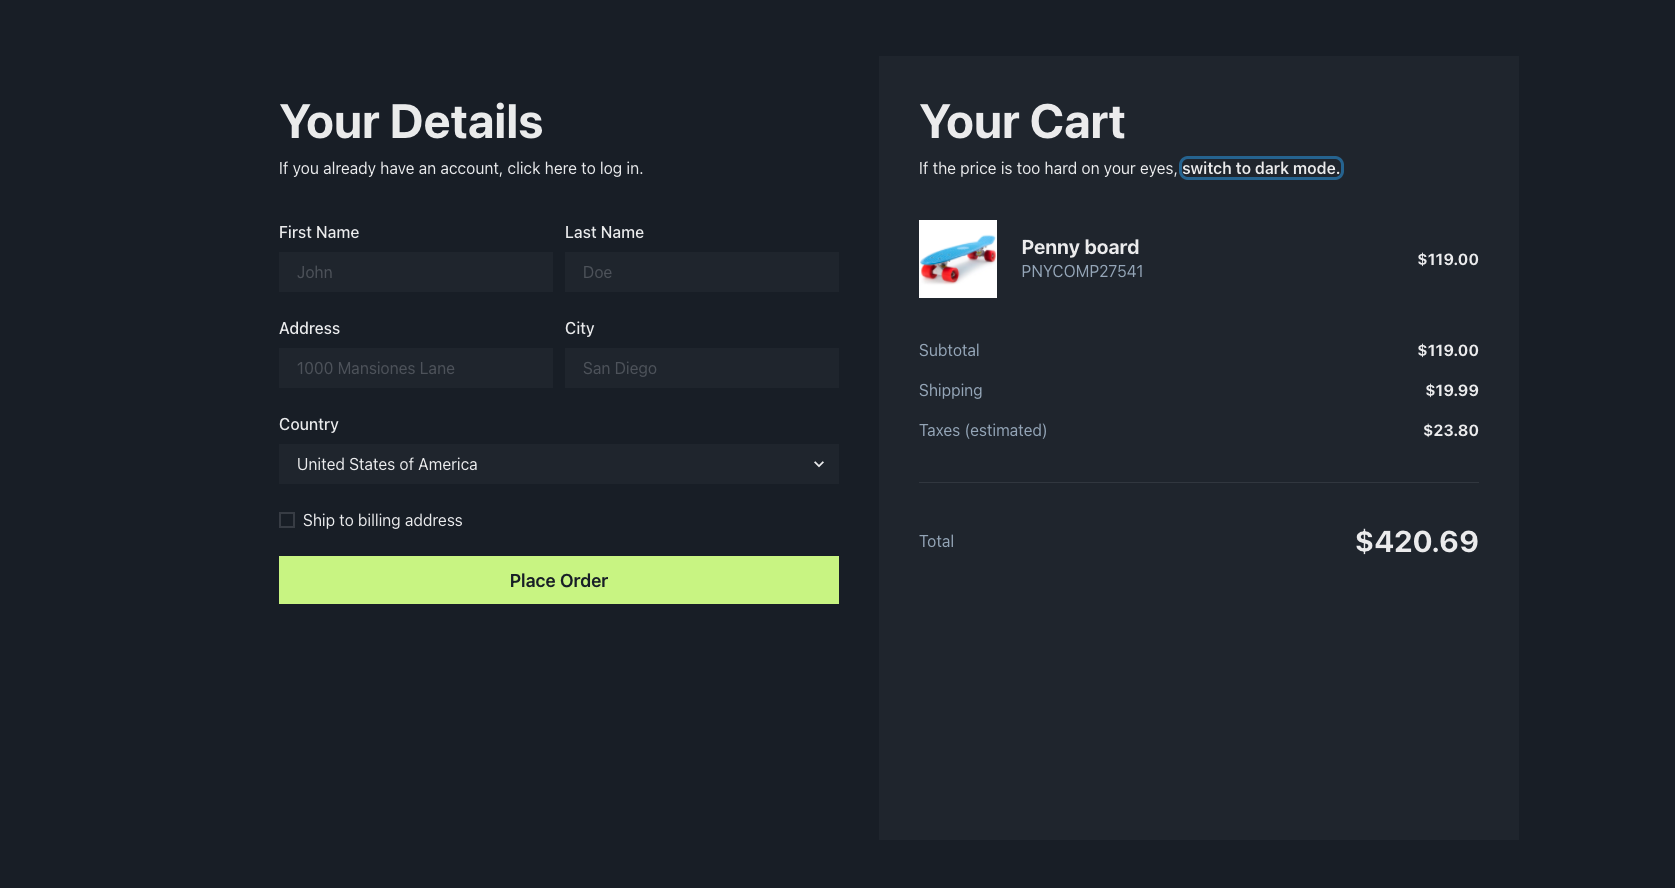 Your Details
If you already have an account, click here to log in.
First Name
Last Name
John
Doe
Address
City
1000 Mansiones Lane
San Diego
Country
United States of America
Ship to billing address
Place Order
Your Cart
If the price is too hard on your eyes, switch to dark mode.
Penny board
PNYCOMP27541
$119.00
Subtotal
$119.00
Shipping
$19.99
Taxes (estimated)
$23.80
Total
$420.69